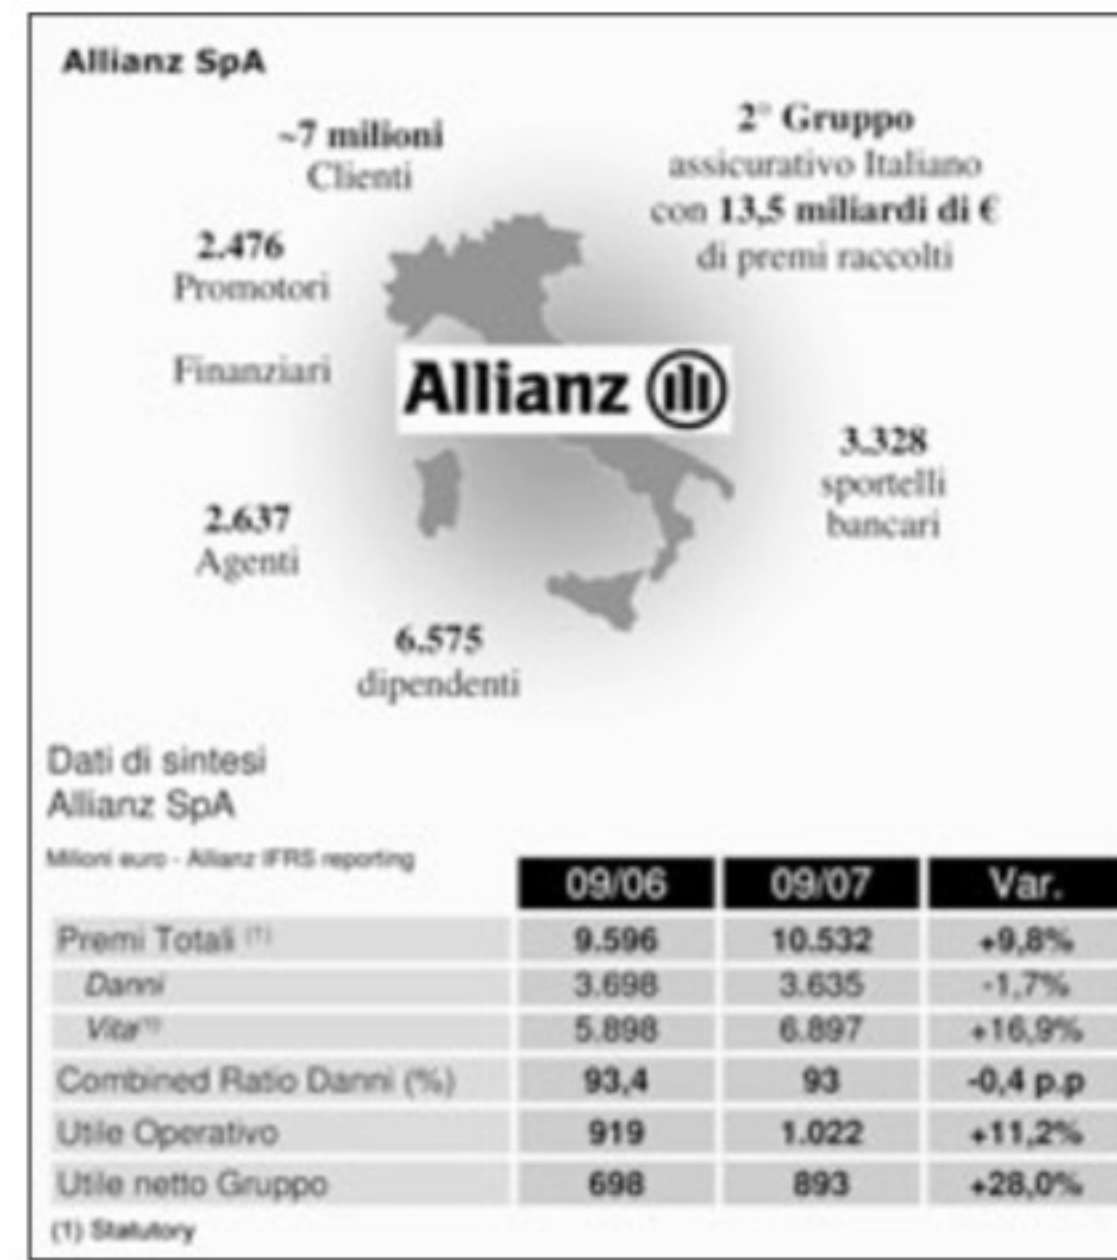 Allianz SpA
~7 milioni
Clienti
2° Gruppo
assicurativo Italiano
con 13,5 miliardi di €
di premi raccolti
2.476
Promotori
Finanziari
Allianz
3.328
sportelli
bancari
2.637
Agenti
6.575
dipendenti
Dati di sintesi
Allianz SpA
Milioni euro - Allianz IFRS reporting
09/06 09/07 Var.
Premi Totali (1) 9.596 10.532 +9,8%
Danni 3.698 3.635 -1,7%
Vita(1) 5.898 6.897 +16,9%
Combined Ratio Danni (%) 93,4 93 -0,4 p.p
Utile Operativo 919 1.022 +11,2%
Utile netto Gruppo 698 893 +28,0%
(1) Statutory